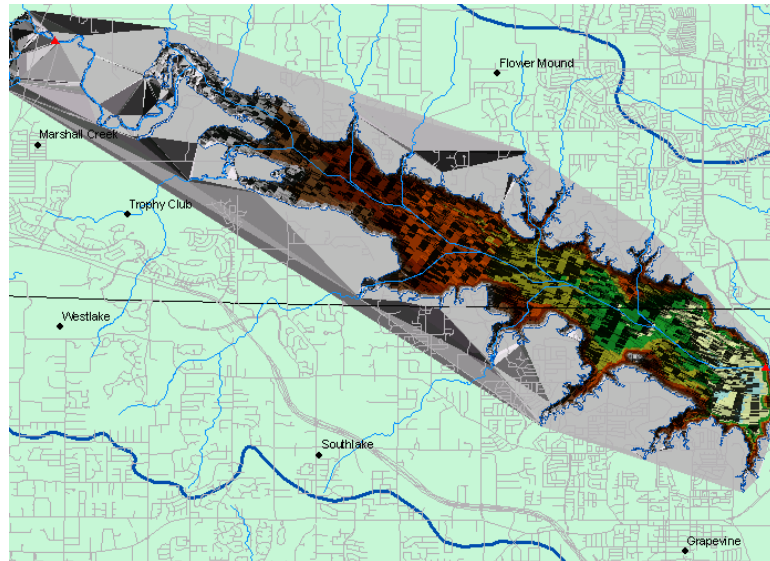 Flower Mound
Marshall Creek
Trophy Club
Westlake
Southlake
Grapevine